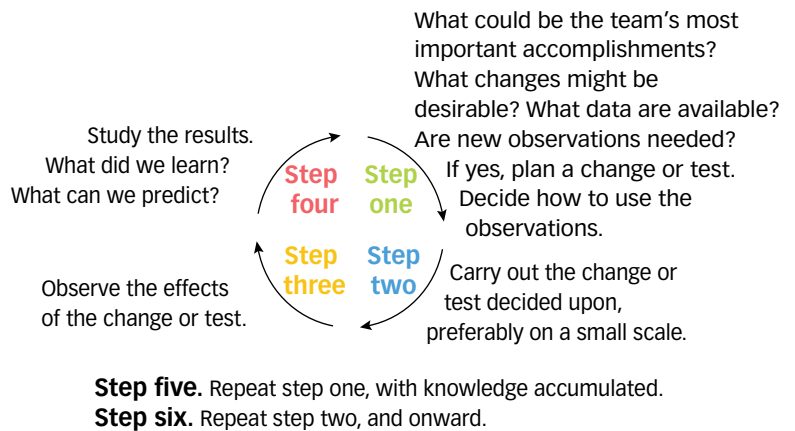 What could be the team's most
important accomplishments?
What changes might be
desirable? What data are available?
Are new observations needed?
If yes, plan a change or test.
Decide how to use the
observations.
Study the results.
What did we learn?
What can we predict?
Step
four
Step
one
Step
three
Step
two
Carry out the change or
test decided upon,
preferably on a small scale.
Observe the effects
of the change or test.
Step five. Repeat step one, with knowledge accumulated.
Step six. Repeat step two, and onward.